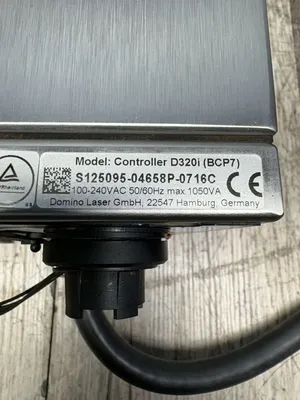 Model: Controller D320i (BCP7)
S125095-04658P-0716C
100-240VAC 50/60Hz max 1050VA
Domino Laser GmbH, 22547 Hamburg, Germany
CE